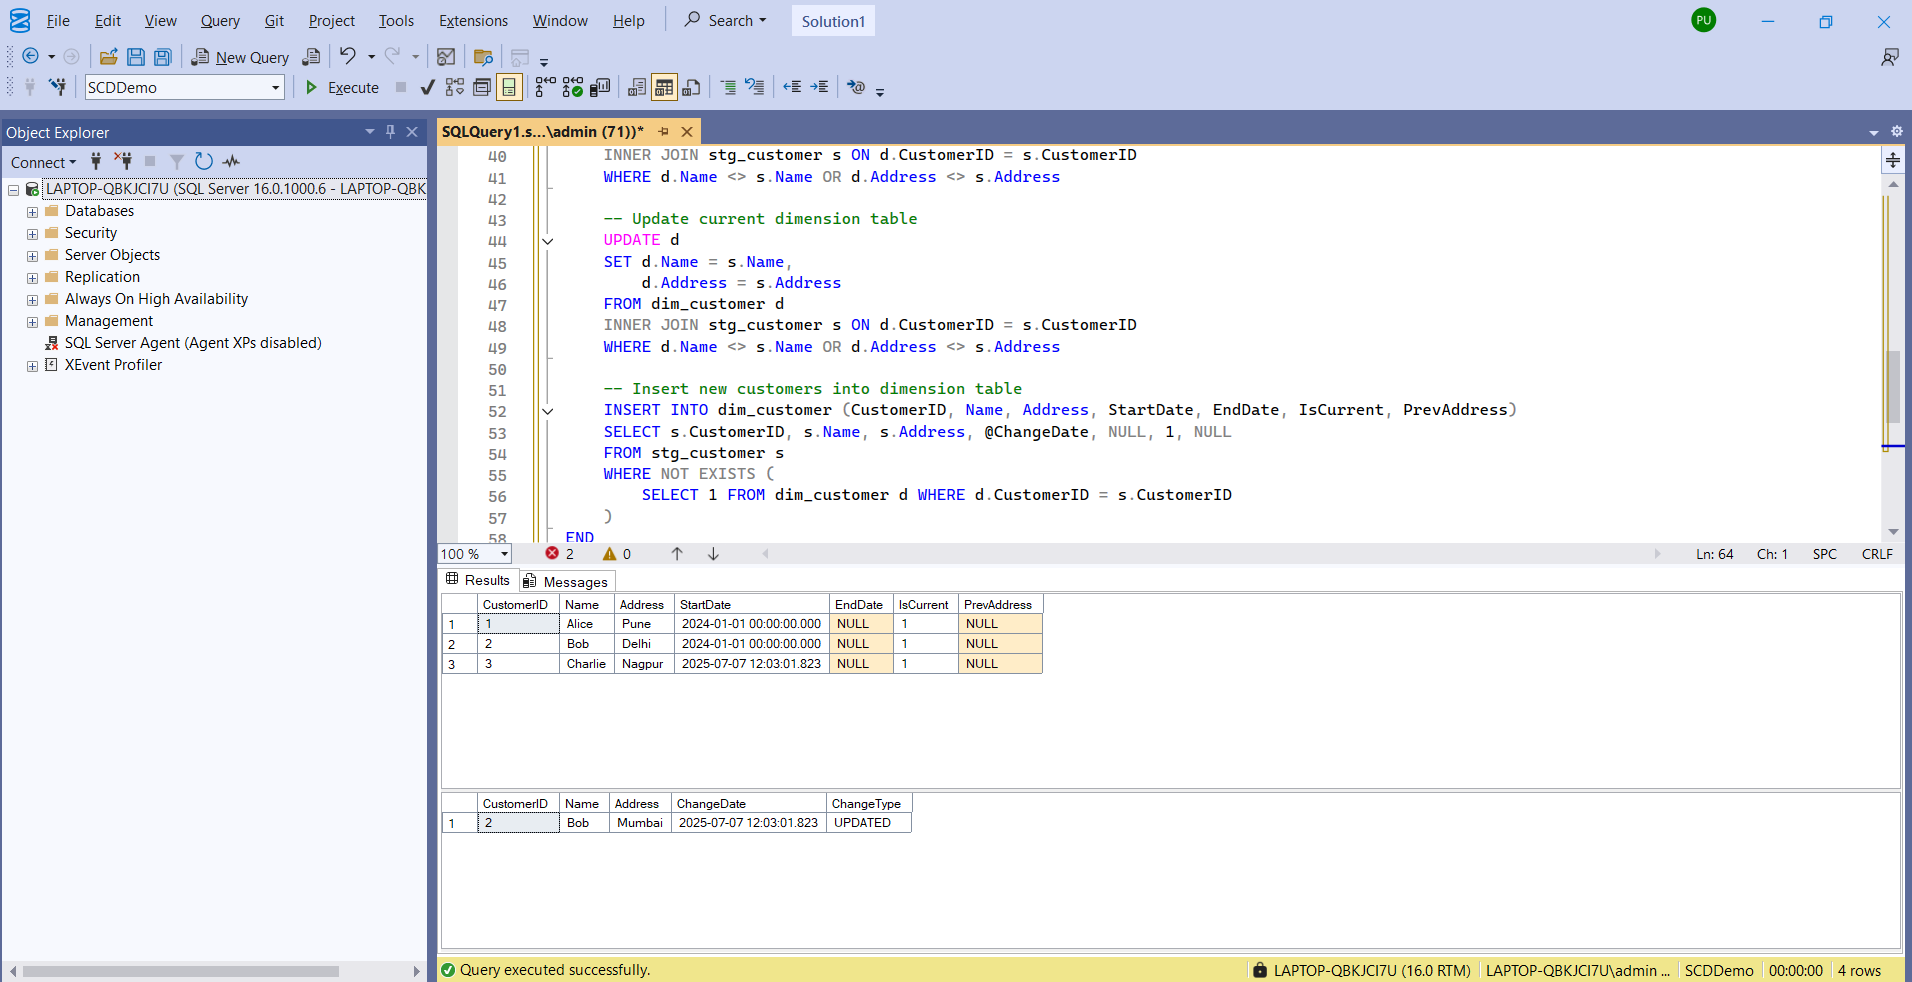 File Edit View Query Git Project Tools Extensions Window Help Search Solution1 PU
New Query
SCDDemo Execute
Object Explorer
Connect
LAPTOP-QBKJCI7U (SQL Server 16.0.1000.6 - LAPTOP-QBK
Databases
Security
Server Objects
Replication
Always On High Availability
Management
SQL Server Agent (Agent XPs disabled)
XEvent Profiler
SQLQuery1.s...\admin (71))*
40 INNER JOIN stg_customer s ON d.CustomerID = s.CustomerID
41 WHERE d.Name <> s.Name OR d.Address <> s.Address
42
43 -- Update current dimension table
44 UPDATE d
45 SET d.Name = s.Name,
46 d.Address = s.Address
47 FROM dim_customer d
48 INNER JOIN stg_customer s ON d.CustomerID = s.CustomerID
49 WHERE d.Name <> s.Name OR d.Address <> s.Address
50
51 -- Insert new customers into dimension table
52 INSERT INTO dim_customer (CustomerID, Name, Address, StartDate, EndDate, IsCurrent, PrevAddress)
53 SELECT s.CustomerID, s.Name, s.Address, @ChangeDate, NULL, 1, NULL
54 FROM stg_customer s
55 WHERE NOT EXISTS (
56 SELECT 1 FROM dim_customer d WHERE d.CustomerID = s.CustomerID
57 )
58 END
100 % 2 0 Ln: 64 Ch: 1 SPC CRLF
Results Messages
CustomerID Name Address StartDate EndDate IsCurrent PrevAddress
1 1 Alice Pune 2024-01-01 00:00:00.000 NULL 1 NULL
2 2 Bob Delhi 2024-01-01 00:00:00.000 NULL 1 NULL
3 3 Charlie Nagpur 2025-07-07 12:03:01.823 NULL 1 NULL
CustomerID Name Address ChangeDate ChangeType
1 2 Bob Mumbai 2025-07-07 12:03:01.823 UPDATED
Query executed successfully. LAPTOP-QBKJCI7U (16.0 RTM) LAPTOP-QBKJCI7U\admin ... SCDDemo 00:00:00 4 rows